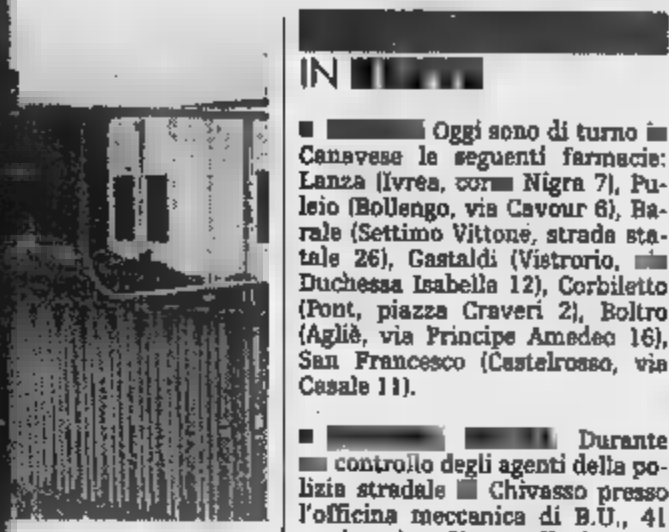 IN
Oggi sono di turno
Canavese le seguenti farmacie:
Lanza (Ivrea, Nigra 7), Pu-
leio (Bollengo, via Cavour 6), Ba-
rale (Settimo Vittone, strada sta-
tale 26), Gastaldi (Vistrorio,
Duchessa Isabella 12), Corbiletto
(Pont, piazza Craveri 2), Boltro
(Agliè, via Principe Amedeo 16),
San Francesco (Castelrosso, via
Casale 11).
Durante
controllo degli agenti della po-
lizia stradale Chivasso presso
l'officina meccanica di B.U., 41